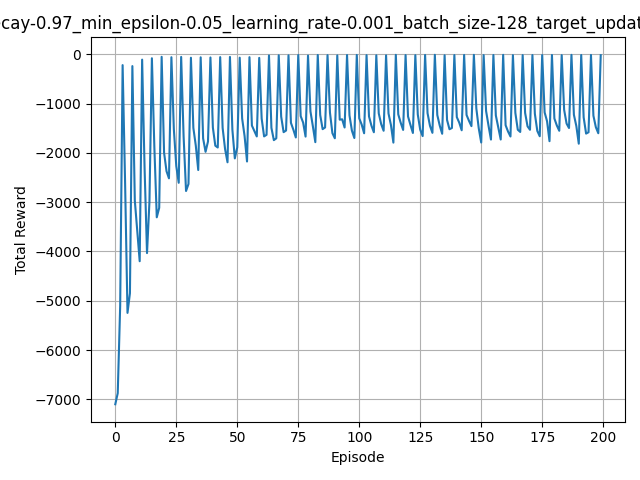 cay-0.97_min_epsilon-0.05_learning_rate-0.001_batch_size-128_target_updat
0
−1000
−2000
−3000
−4000
−5000
−6000
−7000
Total Reward
0 25 50 75 100 125 150 175 200
Episode